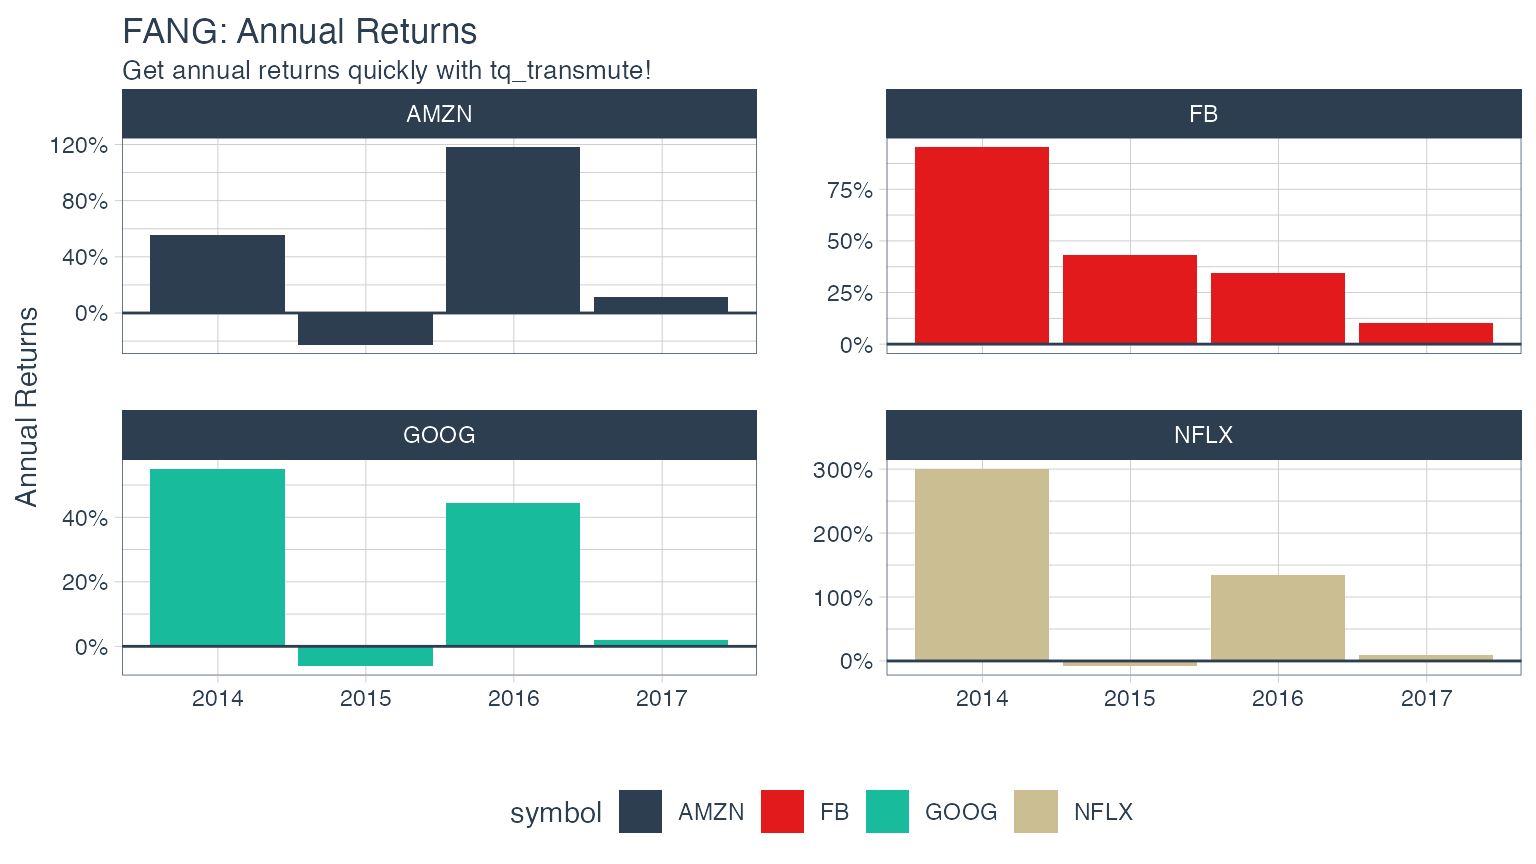 FANG: Annual Returns
Get annual returns quickly with tq_transmute!
AMZN
120%
80%
40%
0%
FB
75%
50%
25%
0%
Annual Returns
GOOG
40%
20%
0%
2014 2015 2016 2017
NFLX
300%
200%
100%
0%
2014 2015 2016 2017
symbol AMZN FB GOOG NFLX